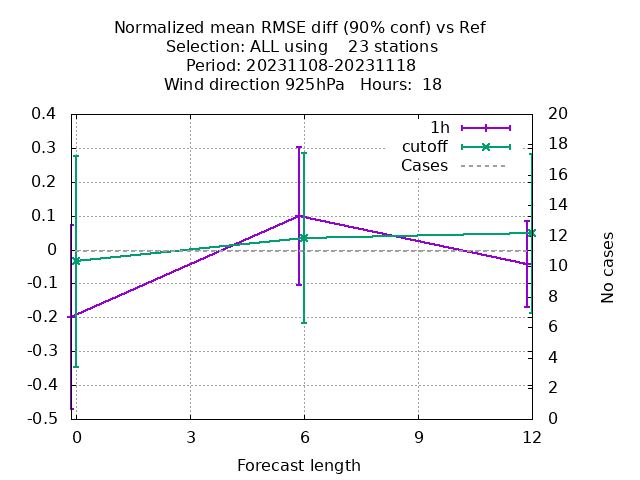 Normalized mean RMSE diff (90% conf) vs Ref
Selection: ALL using    23 stations
Period: 20231108-20231118
Wind direction 925hPa   Hours:  18
1h
cutoff
Cases
0.4
0.3
0.2
0.1
0
-0.1
-0.2
-0.3
-0.4
-0.5
20
18
16
14
12
10
8
6
4
2
0
No cases
0 3 6 9 12
Forecast length